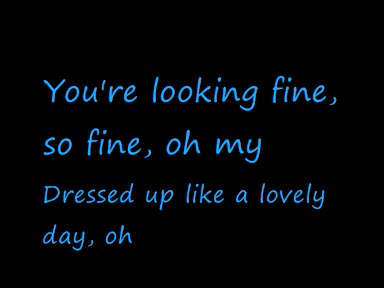 You're looking fine,
so fine, oh my
Dressed up like a lovely
day, oh